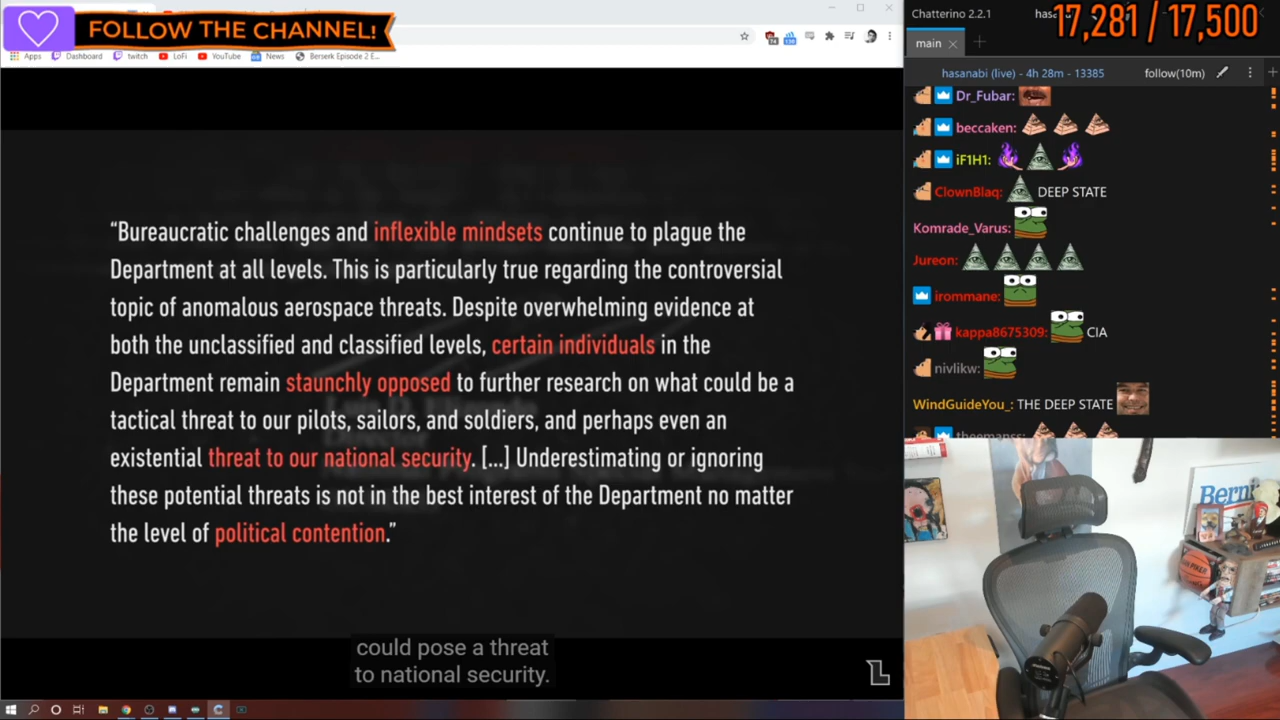 FOLLOW THE CHANNEL!
Apps Dashboard twitch LoFi YouTube News Berserk Episode 2 E...
“Bureaucratic challenges and inflexible mindsets continue to plague the
Department at all levels. This is particularly true regarding the controversial
topic of anomalous aerospace threats. Despite overwhelming evidence at
both the unclassified and classified levels, certain individuals in the
Department remain staunchly opposed to further research on what could be a
tactical threat to our pilots, sailors, and soldiers, and perhaps even an
existential threat to our national security. [...] Underestimating or ignoring
these potential threats is not in the best interest of the Department no matter
the level of political contention.”
could pose a threat
to national security.
Chatterino 2.2.1
17,281 / 17,500
main
hasanabi (live) - 4h 28m - 13385 follow(10m)
Dr_Fubar:
beccaken:
iF1H1:
ClownBlaq: DEEP STATE
Komrade_Varus:
Jureon:
irommane:
kappa8675309: CIA
nivlikw:
WindGuideYou_: THE DEEP STATE
Berni